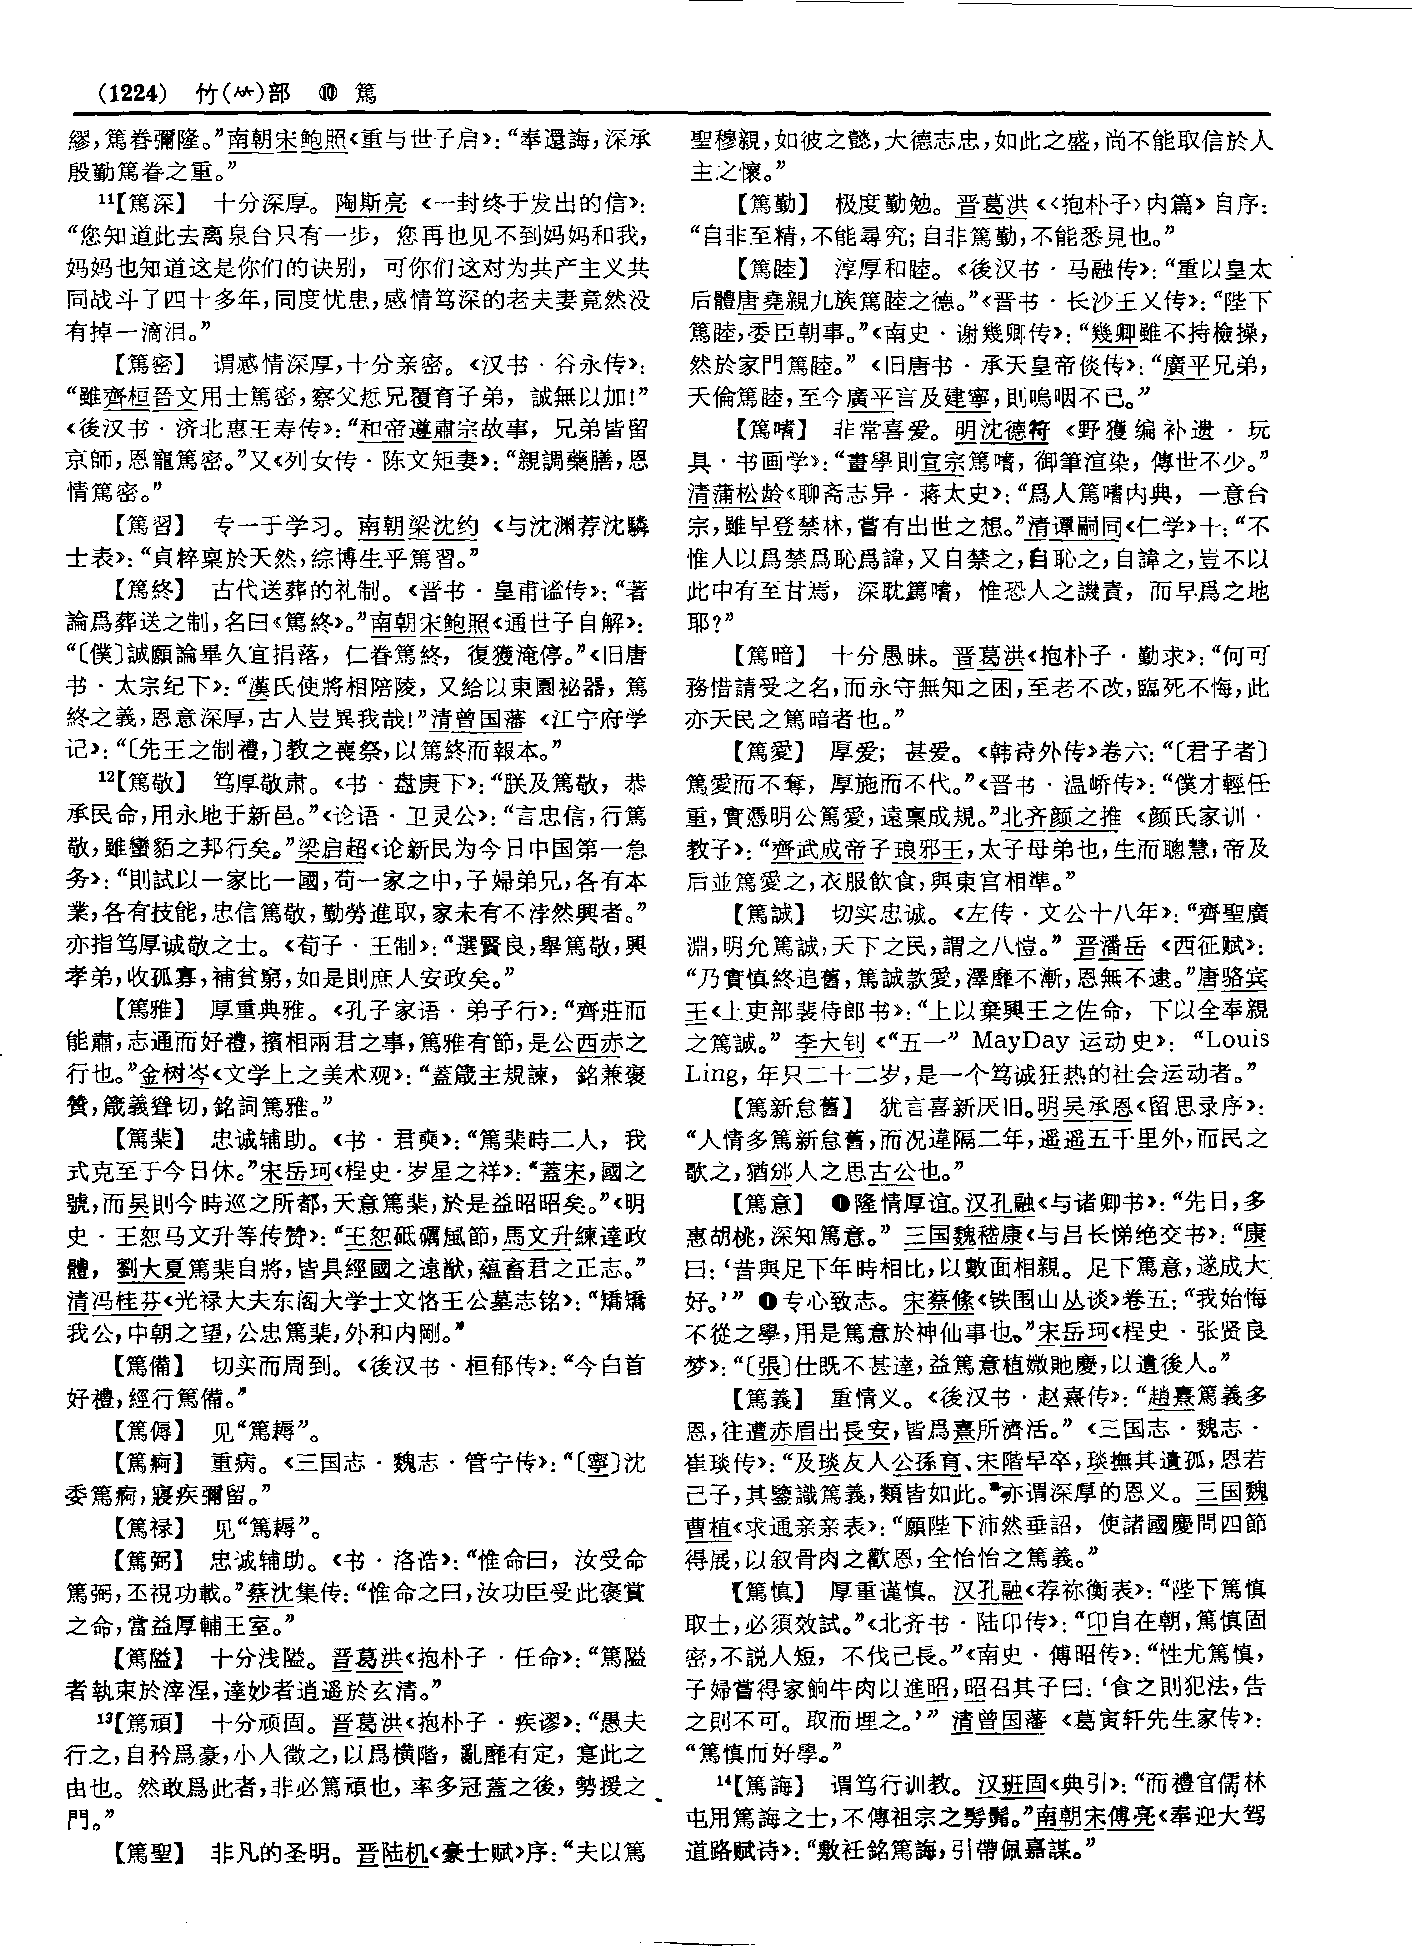 (1224) 竹(⺮)部 ⑩ 篤
繆,篤眷彌隆。”南朝宋鲍照《重与世子启》:“奉還誨,深承
殷勤篤眷之重。”
¹¹【篤深】 十分深厚。陶斯亮《一封终于发出的信》:
“您知道此去离泉台只有一步,您再也见不到妈妈和我,
妈妈也知道这是你们的诀别,可你们这对为共产主义共
同战斗了四十多年,同度忧患,感情笃深的老夫妻竟然没
有掉一滴泪。”
【篤密】 谓感情深厚,十分亲密。《汉书·谷永传》:
“雖齊桓晉文用士篤密,察父悊兄覆育子弟,誠無以加!”
《後汉书·济北惠王寿传》:“和帝遵肅宗故事,兄弟皆留
京師,恩寵篤密。”又《列女传·陈文矩妻》:“親調藥膳,恩
情篤密。”
【篤習】 专一于学习。南朝梁沈约《与沈渊荐沈驎
士表》:“貞粹稟於天然,綜博生乎篤習。”
【篤終】 古代送葬的礼制。《晋书·皇甫谧传》:“著
論爲葬送之制,名曰《篤終》。”南朝宋鲍照《通世子自解》:
“〔僕〕誠願論畢久宜捐落,仁眷篤終,復獲淹停。”《旧唐
书·太宗纪下》:“漢氏使將相陪陵,又給以東園祕器,篤
終之義,恩意深厚,古人豈異我哉!”清曾国藩《江宁府学
记》:“〔先王之制禮,〕教之喪祭,以篤終而報本。”
¹²【篤敬】 笃厚敬肃。《书·盘庚下》:“朕及篤敬,恭
承民命,用永地于新邑。”《论语·卫灵公》:“言忠信,行篤
敬,雖蠻貊之邦行矣。”梁启超《论新民为今日中国第一急
务》:“則試以一家比一國,苟一家之中,子婦弟兄,各有本
業,各有技能,忠信篤敬,勤勞進取,家未有不浡然興者。”
亦指笃厚诚敬之士。《荀子·王制》:“選賢良,舉篤敬,興
孝弟,收孤寡,補貧窮,如是則庶人安政矣。”
【篤雅】 厚重典雅。《孔子家语·弟子行》:“齊莊而
能肅,志通而好禮,擯相兩君之事,篤雅有節,是公西赤之
行也。”金树岑《文学上之美术观》:“蓋箴主規諫,銘兼褒
贊,箴義聳切,銘詞篤雅。”
【篤棐】 忠诚辅助。《书·君奭》:“篤棐時二人,我
式克至于今日休。”宋岳珂《桯史·岁星之祥》:“蓋宋,國之
號,而吴則今時巡之所都,天意篤棐,於是益昭昭矣。”《明
史·王恕马文升等传赞》:“王恕砥礪風節,馬文升練達政
體,劉大夏篤棐自將,皆具經國之遠猷,藴畜君之正志。”
清冯桂芬《光禄大夫东阁大学士文恪王公墓志铭》:“矯矯
我公,中朝之望,公忠篤棐,外和内剛。”
【篤備】 切实而周到。《後汉书·桓郁传》:“今白首
好禮,經行篤備。”
【篤傉】 见“篤耨”。
【篤痾】 重病。《三国志·魏志·管宁传》:“〔寧〕沈
委篤痾,寢疾彌留。”
【篤禄】 见“篤耨”。
【篤弼】 忠诚辅助。《书·洛诰》:“惟命曰,汝受命
篤弼,丕視功載。”蔡沈集传:“惟命之曰,汝功臣受此褒賞
之命,當益厚輔王室。”
【篤隘】 十分浅隘。晋葛洪《抱朴子·任命》:“篤隘
者執束於滓涅,達妙者逍遥於玄清。”
¹³【篤頑】 十分顽固。晋葛洪《抱朴子·疾谬》:“愚夫
行之,自矜爲豪,小人徵之,以爲横階,亂靡有定,寔此之
由也。然敢爲此者,非必篤頑也,率多冠蓋之後,勢援之
門。”
【篤聖】 非凡的圣明。晋陆机《豪士赋》序:“夫以篤
聖穆親,如彼之懿,大德志忠,如此之盛,尚不能取信於人
主之懷。”
【篤勤】 极度勤勉。晋葛洪《〈抱朴子〉内篇》自序:
“自非至精,不能尋究;自非篤勤,不能悉見也。”
【篤睦】 淳厚和睦。《後汉书·马融传》:“重以皇太
后體唐堯親九族篤睦之德。”《晋书·长沙王乂传》:“陛下
篤睦,委臣朝事。”《南史·谢幾卿传》:“幾卿雖不持檢操,
然於家門篤睦。”《旧唐书·承天皇帝倓传》:“廣平兄弟,
天倫篤睦,至今廣平言及建寧,則嗚咽不已。”
【篤嗜】 非常喜爱。明沈德符《野獲编补遗·玩
具·书画学》:“畫學則宣宗篤嗜,御筆渲染,傳世不少。”
清蒲松龄《聊斋志异·蒋太史》:“爲人篤嗜内典,一意台
宗,雖早登禁林,嘗有出世之想。”清谭嗣同《仁学》十:“不
惟人以爲禁爲恥爲諱,又自禁之,自恥之,自諱之,豈不以
此中有至甘焉,深耽篤嗜,惟恐人之譏責,而早爲之地
耶?”
【篤暗】 十分愚昧。晋葛洪《抱朴子·勤求》:“何可
務惜請受之名,而永守無知之困,至老不改,臨死不悔,此
亦天民之篤暗者也。”
【篤愛】 厚爱;甚爱。《韩诗外传》卷六:“〔君子者〕
篤愛而不奪,厚施而不代。”《晋书·温峤传》:“僕才輕任
重,實憑明公篤愛,遠稟成規。”北齐颜之推《颜氏家训·
教子》:“齊武成帝子琅邪王,太子母弟也,生而聰慧,帝及
后並篤愛之,衣服飲食,與東宫相準。”
【篤誠】 切实忠诚。《左传·文公十八年》:“齊聖廣
淵,明允篤誠,天下之民,謂之八愷。”晋潘岳《西征赋》:
“乃實慎終追舊,篤誠款愛,澤靡不漸,恩無不逮。”唐骆宾
王《上吏部裴侍郎书》:“上以棄興王之佐命,下以全奉親
之篤誠。”李大钊《“五一”MayDay 运动史》:“Louis
Ling,年只二十二岁,是一个笃诚狂热的社会运动者。”
【篤新怠舊】 犹言喜新厌旧。明吴承恩《留思录序》:
“人情多篤新怠舊,而况違隔二年,遥遥五千里外,而民之
歌之,猶邠人之思古公也。”
【篤意】 ❶隆情厚谊。汉孔融《与诸卿书》:“先日,多
惠胡桃,深知篤意。”三国魏嵇康《与吕长悌绝交书》:“康
曰:‘昔與足下年時相比,以數面相親。足下篤意,遂成大
好。’”❶专心致志。宋蔡絛《铁围山丛谈》卷五:“我始悔
不從之學,用是篤意於神仙事也。”宋岳珂《桯史·张贤良
梦》:“〔張〕仕既不甚達,益篤意植媺貤慶,以遺後人。”
【篤義】 重情义。《後汉书·赵熹传》:“趙熹篤義多
恩,往遭赤眉出長安,皆爲熹所濟活。”《三国志·魏志·
崔琰传》:“及琰友人公孫育、宋階早卒,琰撫其遺孤,恩若
己子,其鑒識篤義,類皆如此。”亦谓深厚的恩义。三国魏
曹植《求通亲亲表》:“願陛下沛然垂詔,使諸國慶問四節
得展,以叙骨肉之歡恩,全怡怡之篤義。”
【篤慎】 厚重谨慎。汉孔融《荐祢衡表》:“陛下篤慎
取士,必須效試。”《北齐书·陆卬传》:“卬自在朝,篤慎固
密,不説人短,不伐己長。”《南史·傅昭传》:“性尤篤慎,
子婦嘗得家餉牛肉以進昭,昭召其子曰:‘食之則犯法,告
之則不可。取而埋之。’”清曾国藩《葛寅轩先生家传》:
“篤慎而好學。”
¹⁴【篤誨】 谓笃行训教。汉班固《典引》:“而禮官儒林
屯用篤誨之士,不傳祖宗之髣髴。”南朝宋傅亮《奉迎大驾
道路赋诗》:“敷衽銘篤誨,引帶佩嘉謀。”